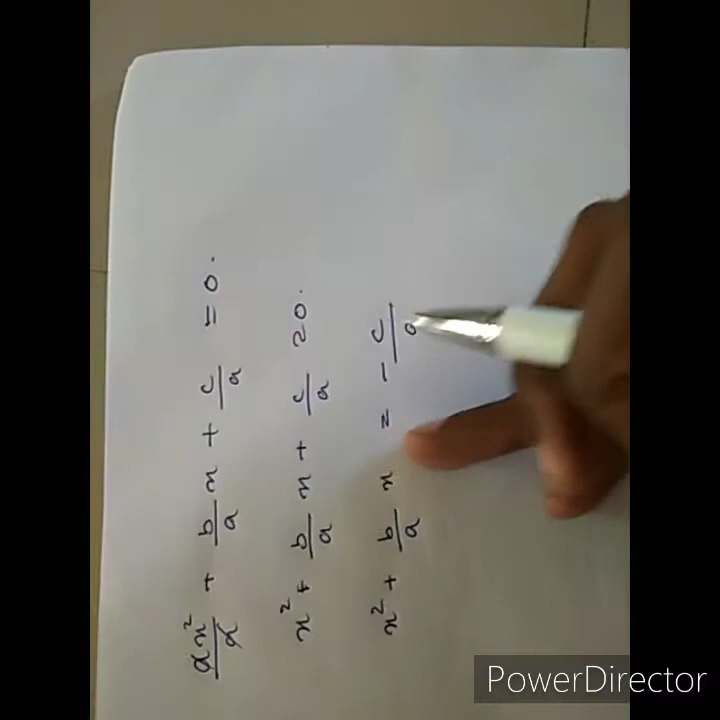 ax²/a + b/a x + c/a = 0.
x² + b/a x + c/a = 0.
x² + b/a x = - c/a
PowerDirector